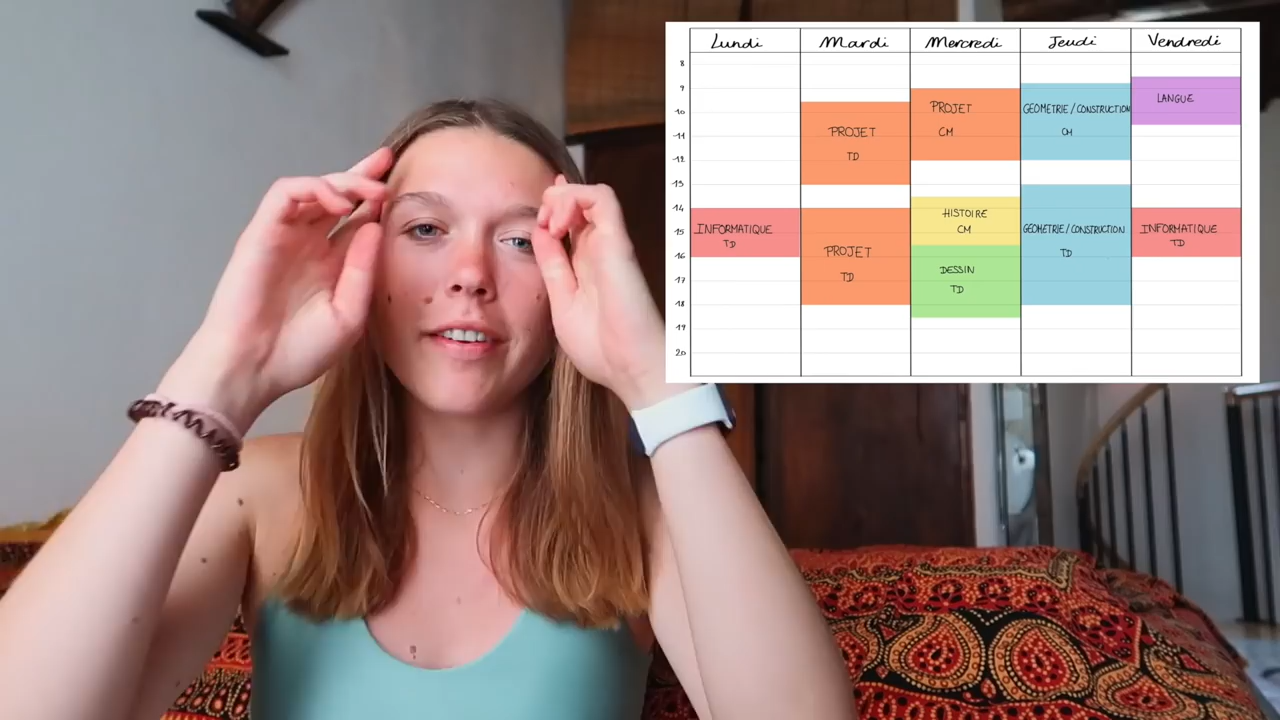 Lundi Mardi Mercredi Jeudi Vendredi
8
9
10
11
12
13
14
15
16
17
18
19
20
INFORMATIQUE
TD
PROJET
TD
PROJET
TD
PROJET
CM
HISTOIRE
CM
DESSIN
TD
GEOMETRIE/CONSTRUCTION
CM
GEOMETRIE/CONSTRUCTION
TD
LANGUE
INFORMATIQUE
TD